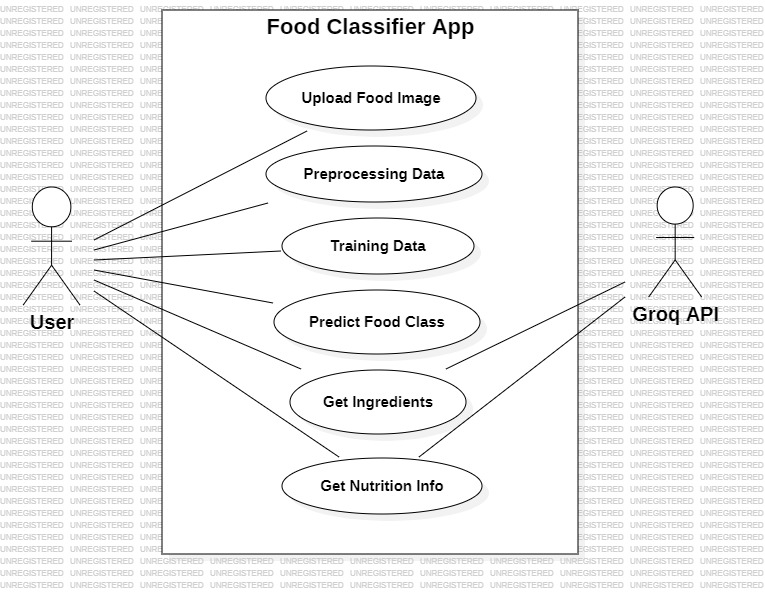 Food Classifier App
Upload Food Image
Preprocessing Data
Training Data
Predict Food Class
Get Ingredients
Get Nutrition Info
User
Groq API
UNREGISTERED